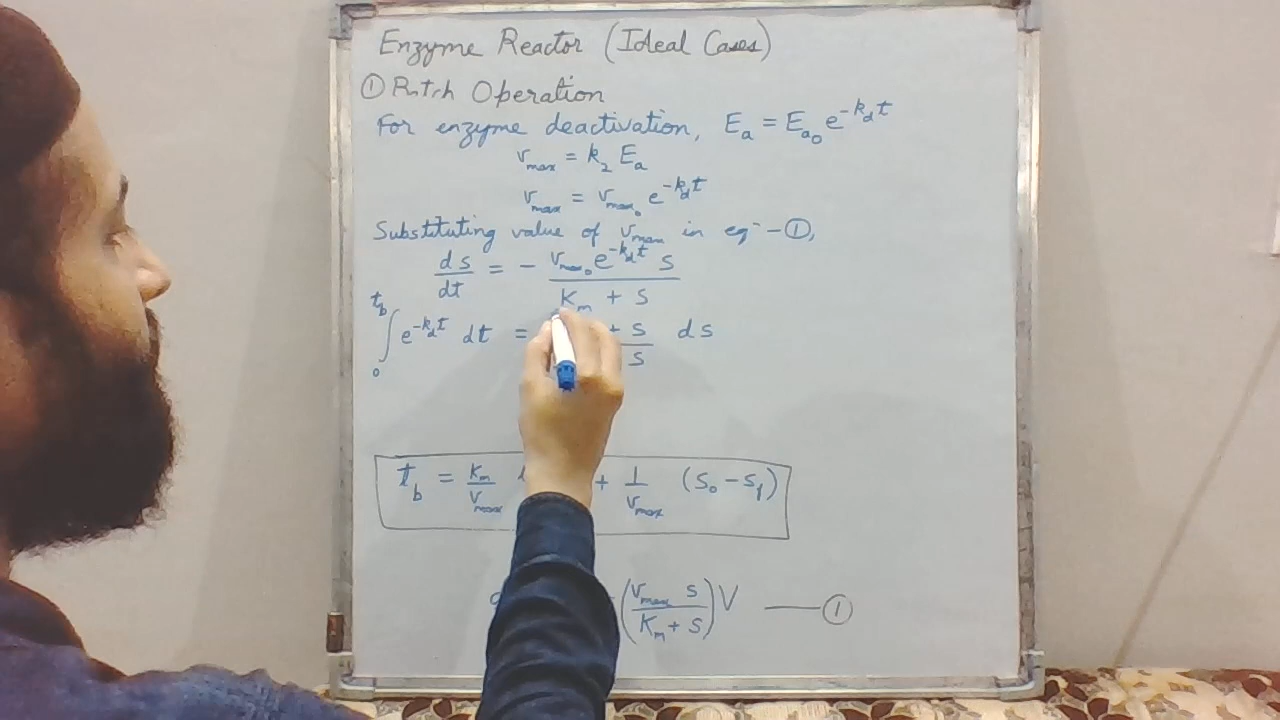 Enzyme Reactor (Ideal Cases)
① Batch Operation
For enzyme deactivation, Eₐ = Eₐ₀ e^(-k_d t)
v_max = k₂ Eₐ
v_max = v_max₀ e^(-k_d t)
Substituting value of v_max in eqⁿ - ①,
ds/dt = - (v_max₀ e^(-k_d t) s)/(K_m + s)
∫₀^(t_b) e^(-k_d t) dt = + s / s ds
t_b = K_m/v_max + 1/v_max (s₀ - s_f)
(v_max s / K_m + s) V —— ①